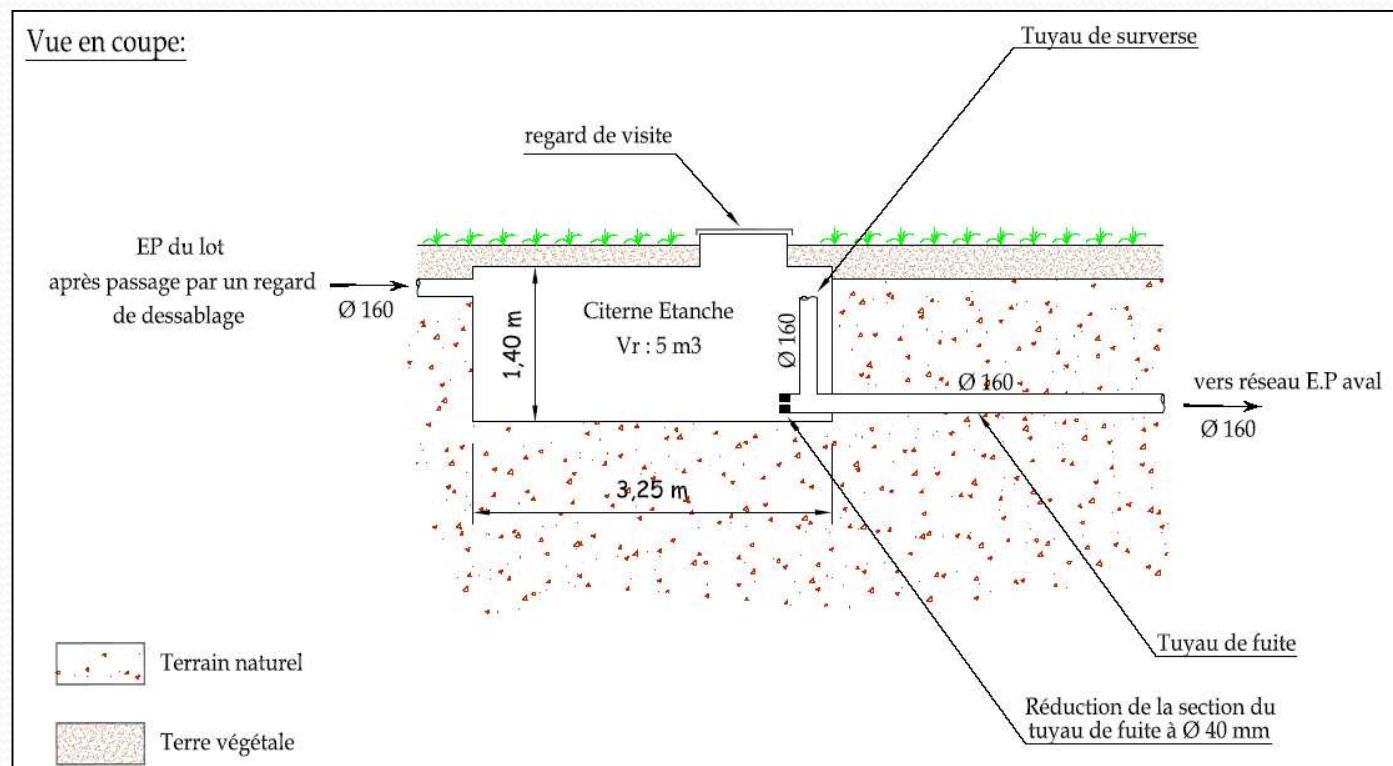 Vue en coupe:
Tuyau de surverse
regard de visite
EP du lot
après passage par un regard
de dessablage
Ø 160
1,40 m
Citerne Etanche
Vr : 5 m3
Ø 160
Ø 160
vers réseau E.P aval
Ø 160
3,25 m
Tuyau de fuite
Terrain naturel
Réduction de la section du
tuyau de fuite à Ø 40 mm
Terre végétale